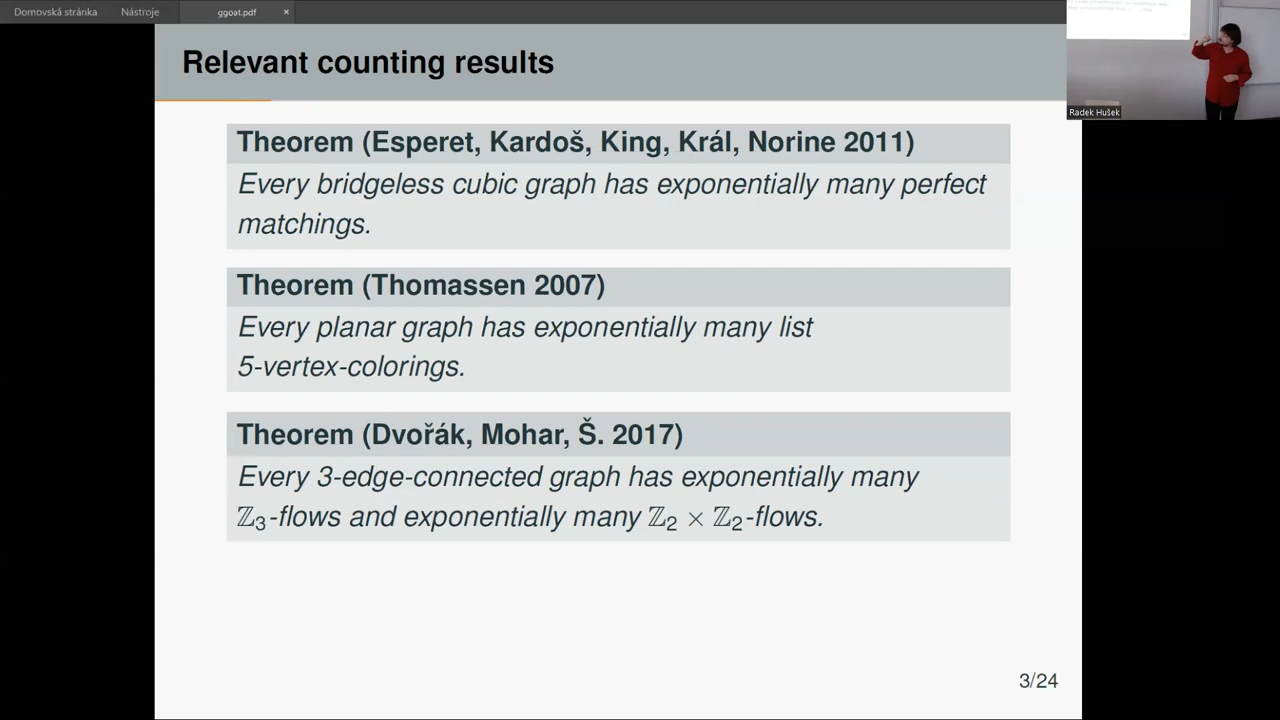 Domovská stránka Nástroje ggoat.pdf ×
Relevant counting results
Theorem (Esperet, Kardoš, King, Král, Norine 2011)
Every bridgeless cubic graph has exponentially many perfect
matchings.
Theorem (Thomassen 2007)
Every planar graph has exponentially many list
5-vertex-colorings.
Theorem (Dvořák, Mohar, Š. 2017)
Every 3-edge-connected graph has exponentially many
ℤ₃-flows and exponentially many ℤ₂ × ℤ₂-flows.
3/24
Radek Hušek